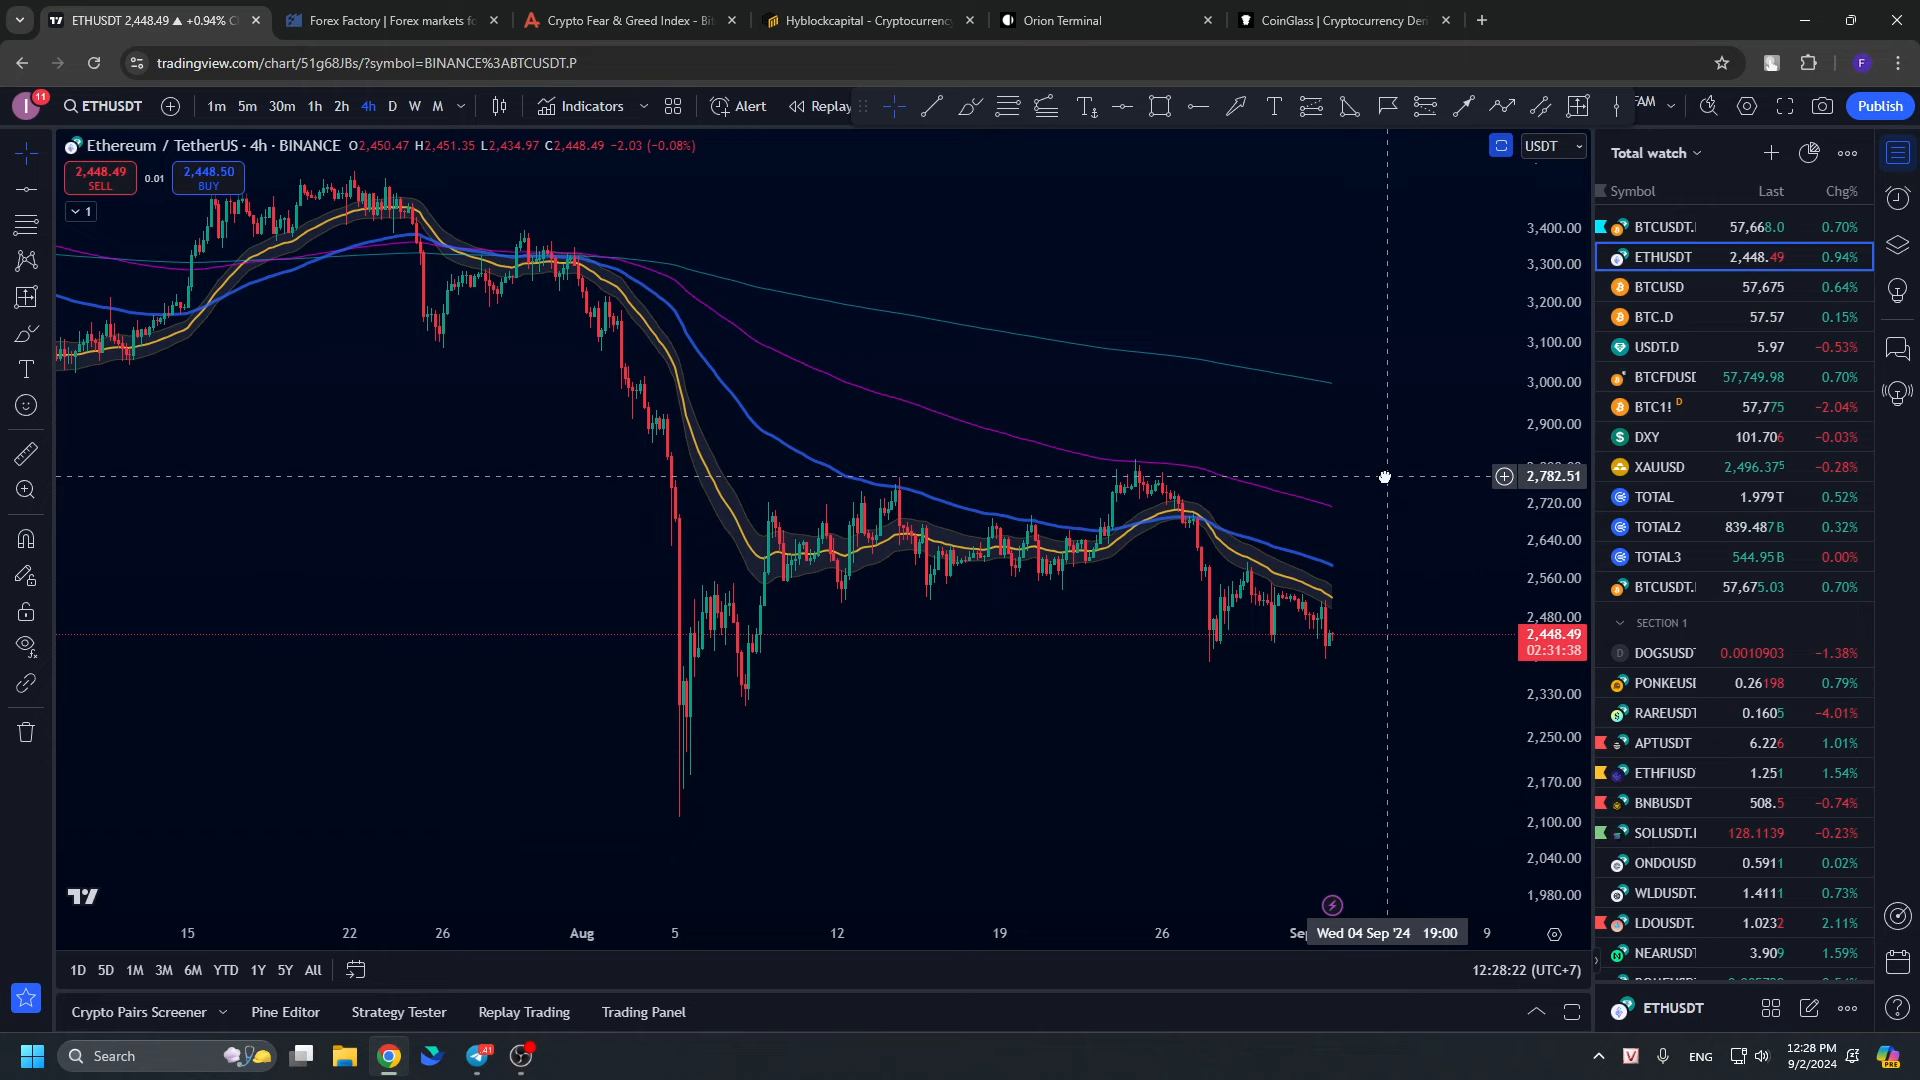 ETHUSDT 2,448.49 ▲ +0.94% C
Forex Factory | Forex markets fo
Crypto Fear & Greed Index - Bit
Hyblockcapital - Cryptocurrency
Orion Terminal
CoinGlass | Cryptocurrency Deri
tradingview.com/chart/51g68JBs/?symbol=BINANCE%3ABTCUSDT.P
F
11
I
ETHUSDT
1m 5m 30m 1h 2h 4h D W M
Indicators
Alert
Replay
Publish
Ethereum / TetherUS · 4h · BINANCE O2,450.47 H2,451.35 L2,434.97 C2,448.49 -2.03 (-0.08%)
2,448.49
SELL
0.01
2,448.50
BUY
1
USDT
3,400.00
3,300.00
3,200.00
3,100.00
3,000.00
2,900.00
2,782.51
2,720.00
2,640.00
2,560.00
2,480.00
2,448.49
02:31:38
2,330.00
2,250.00
2,170.00
2,100.00
2,040.00
1,980.00
15 22 26 Aug 5 12 19 26 Sep
Wed 04 Sep '24 19:00
9
1D 5D 1M 3M 6M YTD 1Y 5Y All
12:28:22 (UTC+7)
Crypto Pairs Screener Pine Editor Strategy Tester Replay Trading Trading Panel
Total watch
Symbol Last Chg%
BTCUSDT. 57,668.0 0.70%
ETHUSDT 2,448.49 0.94%
BTCUSD 57,675 0.64%
BTC.D 57.57 0.15%
USDT.D 5.97 −0.53%
BTCFDUSD 57,749.98 0.70%
BTC1! D 57,775 −2.04%
DXY 101.706 −0.03%
XAUUSD 2,496.375 −0.28%
TOTAL 1.979T 0.52%
TOTAL2 839.487B 0.32%
TOTAL3 544.95B 0.00%
BTCUSDT. 57,675.03 0.70%
SECTION 1
DOGSUSDT 0.0010903 −1.38%
PONKEUSI 0.26198 0.79%
RAREUSDT 0.1605 −4.01%
APTUSDT 6.226 1.01%
ETHFIUSD 1.251 1.54%
BNBUSDT 508.5 −0.74%
SOLUSDT. 128.1139 −0.23%
ONDOUSD 0.5911 0.02%
WLDUSDT. 1.4111 0.73%
LDOUSDT. 1.0232 2.11%
NEARUSDT 3.909 1.59%
ETHUSDT
Search
41
ENG
12:28 PM
9/2/2024
PRE